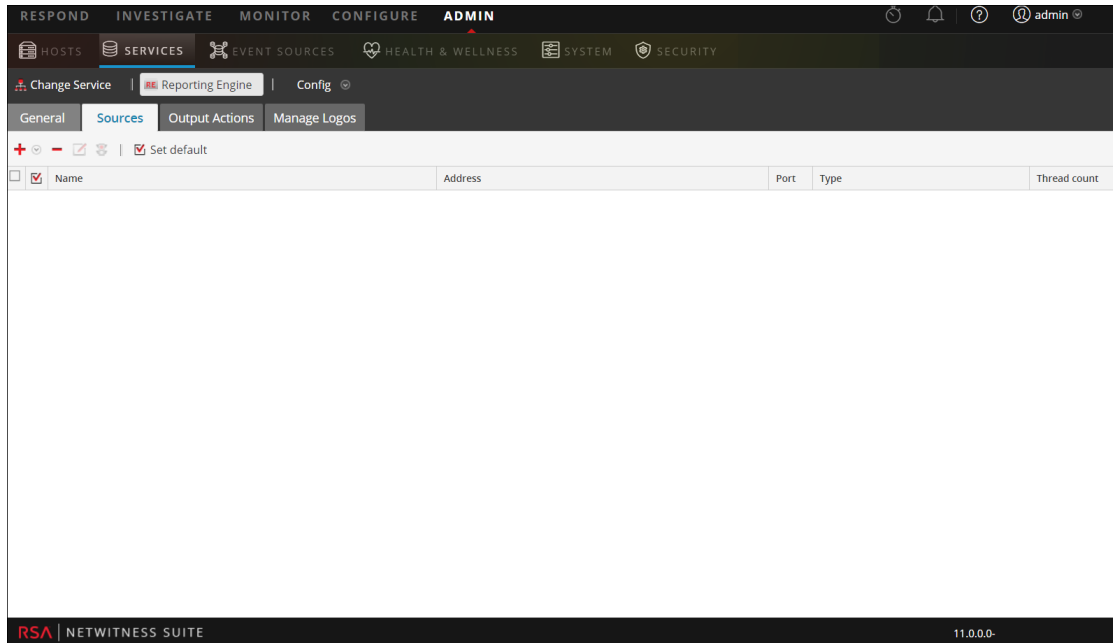 RESPOND INVESTIGATE MONITOR CONFIGURE ADMIN admin
HOSTS SERVICES EVENT SOURCES HEALTH & WELLNESS SYSTEM SECURITY
Change Service | RE Reporting Engine | Config
General Sources Output Actions Manage Logos
Set default
Name Address Port Type Thread count
RSA NETWITNESS SUITE 11.0.0.0-